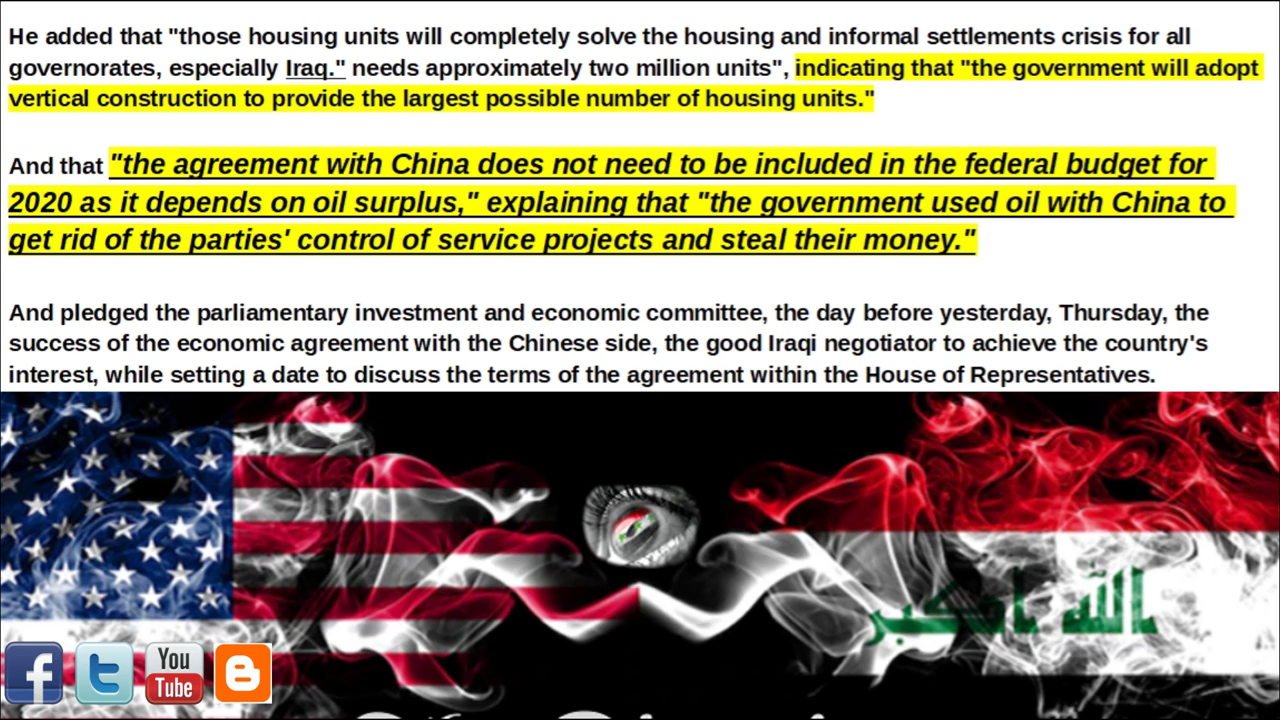 He added that "those housing units will completely solve the housing and informal settlements crisis for all
governorates, especially Iraq." needs approximately two million units", indicating that "the government will adopt
vertical construction to provide the largest possible number of housing units."
And that "the agreement with China does not need to be included in the federal budget for
2020 as it depends on oil surplus," explaining that "the government used oil with China to
get rid of the parties' control of service projects and steal their money."
And pledged the parliamentary investment and economic committee, the day before yesterday, Thursday, the
success of the economic agreement with the Chinese side, the good Iraqi negotiator to achieve the country's
interest, while setting a date to discuss the terms of the agreement within the House of Representatives.
الله اكبر
You
Tube